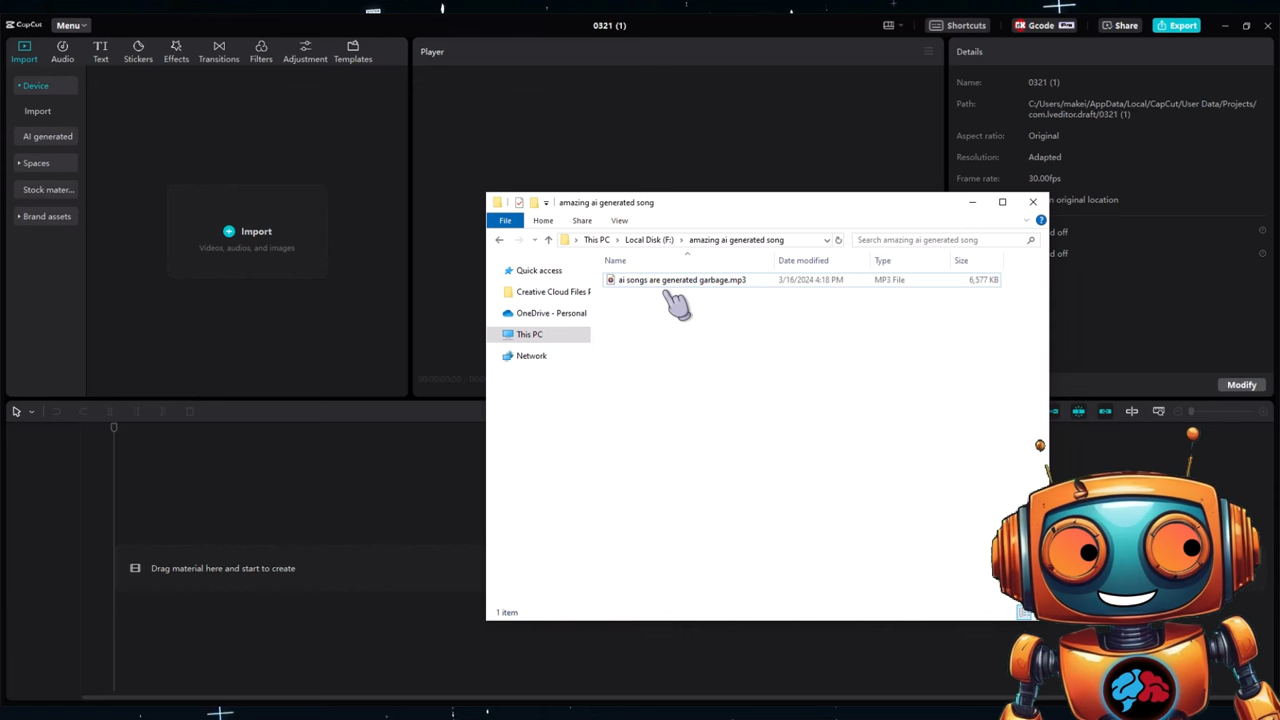 CapCut
Menu
0321 (1)
Shortcuts
Gcode
Pro
Share
Export
Import
Audio
Text
Stickers
Effects
Transitions
Filters
Adjustment
Templates
Device
Import
AI generated
Spaces
Stock mater...
Brand assets
Import
Videos, audios, and images
Player
Details
Name: 0321 (1)
Path: C:/Users/makei/AppData/Local/CapCut/User Data/Projects/
com.lveditor.draft/0321 (1)
Aspect ratio: Original
Resolution: Adapted
Frame rate: 30.00fps
n original location
d off
d off
Modify
amazing ai generated song
File
Home
Share
View
This PC
Local Disk (F:)
amazing ai generated song
Search amazing ai generated song
Name
Date modified
Type
Size
ai songs are generated garbage.mp3
3/16/2024 4:18 PM
MP3 File
6,577 KB
Quick access
Creative Cloud Files
OneDrive - Personal
This PC
Network
1 item
Drag material here and start to create